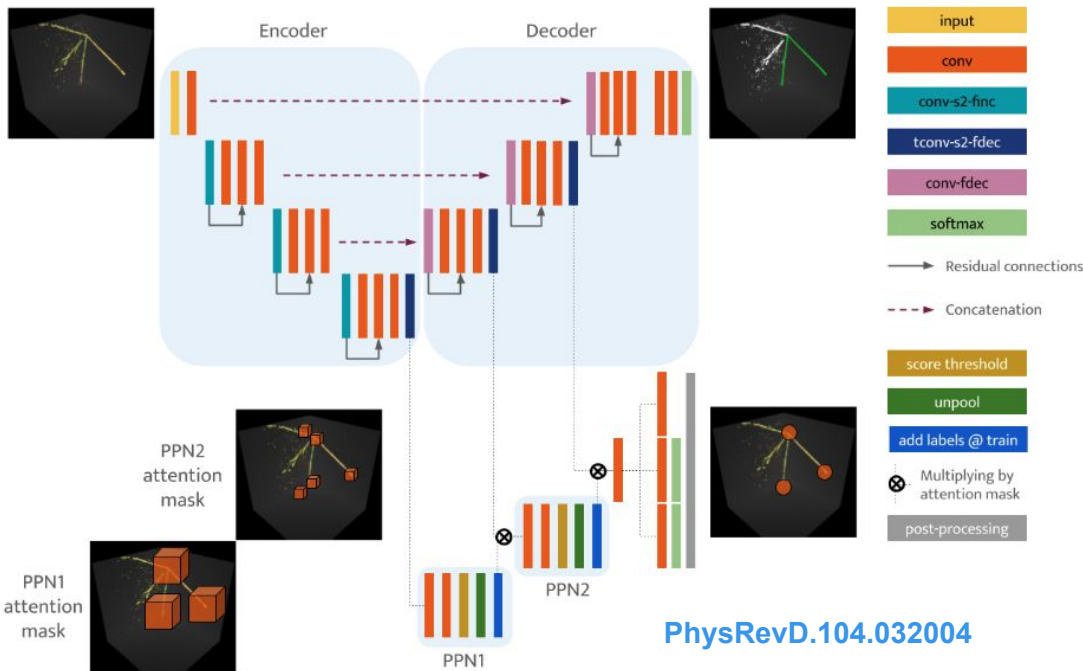 Encoder
Decoder
input
conv
conv-s2-finc
tconv-s2-fdec
conv-fdec
softmax
Residual connections
Concatenation
score threshold
unpool
add labels @ train
Multiplying by
attention mask
post-processing
PPN2
attention
mask
PPN1
attention
mask
PPN2
PPN1
PhysRevD.104.032004